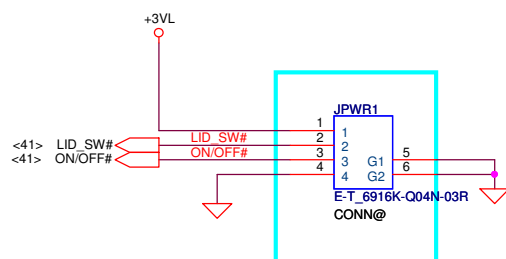 +3VL
JPWR1
1 1
<41> LID_SW# LID_SW# 2 2
<41> ON/OFF# ON/OFF# 3 3 G1 5
4 4 G2 6
E-T_6916K-Q04N-03R
CONN@